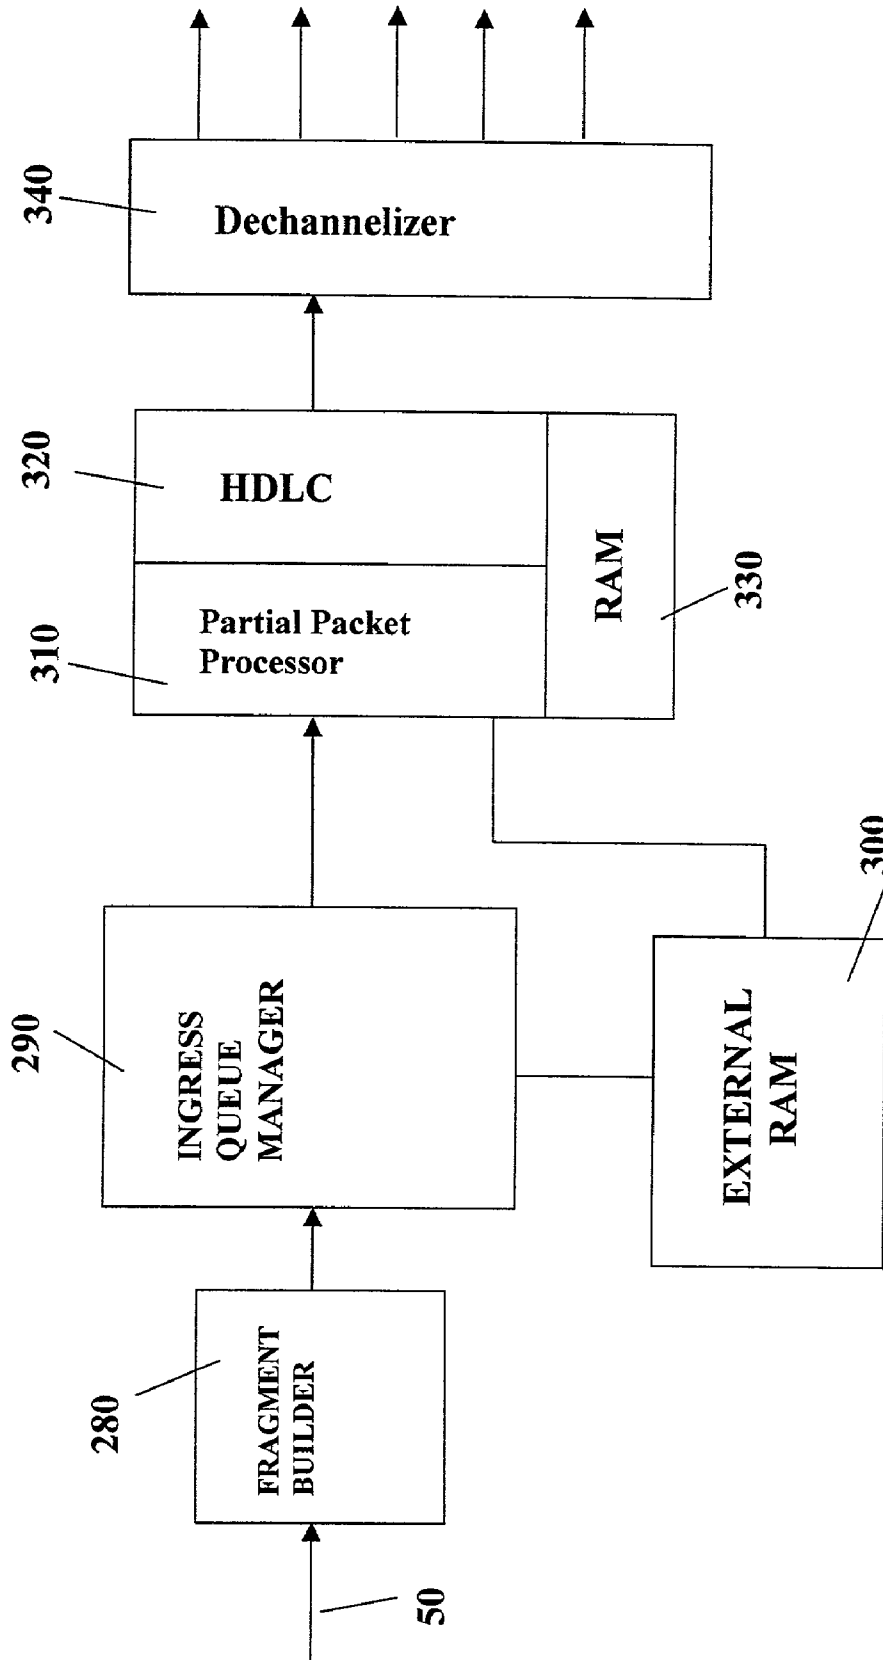 50
280
FRAGMENT
BUILDER
290
INGRESS
QUEUE
MANAGER
EXTERNAL
RAM
300
310
Partial Packet
Processor
320
HDLC
RAM
330
340
Dechannelizer